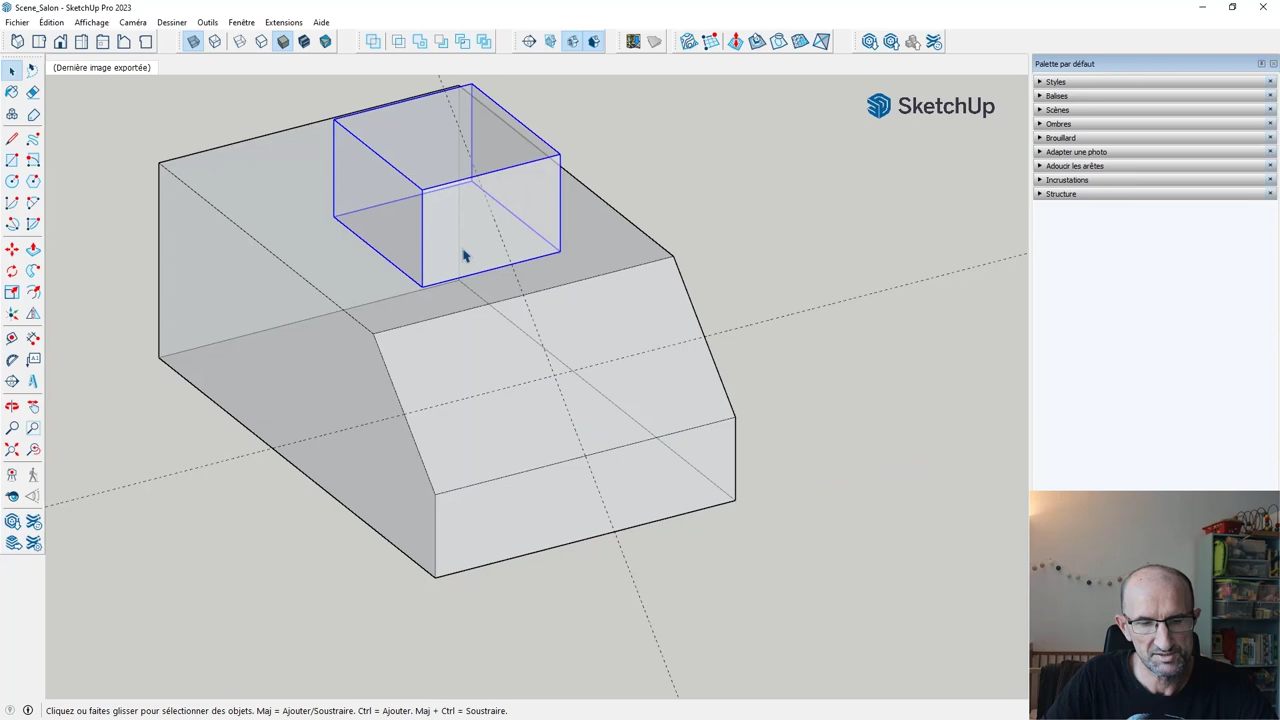 Scene_Salon - SketchUp Pro 2023
Fichier Édition Affichage Caméra Dessiner Outils Fenêtre Extensions Aide
(Dernière image exportée)
Palette par défaut
Styles
Balises
Scènes
Ombres
Brouillard
Adapter une photo
Adoucir les arêtes
Incrustations
Structure
SketchUp
Cliquez ou faites glisser pour sélectionner des objets. Maj = Ajouter/Soustraire. Ctrl = Ajouter. Maj + Ctrl = Soustraire.